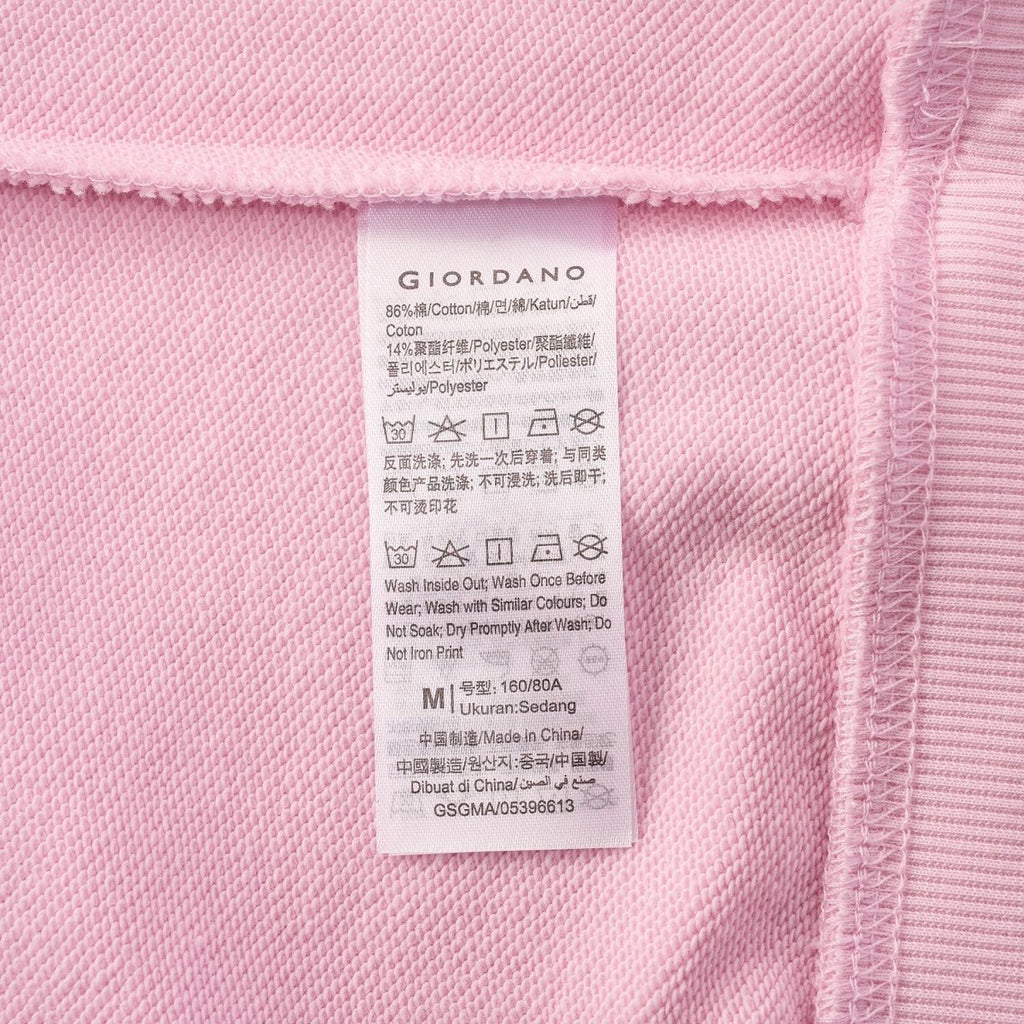 GIORDANO
86%棉/Cotton/棉/면/綿/Katun/قطن/
Coton
14%聚酯纤维/Polyester/聚酯纖維/
폴리에스터/ポリエステル/Poliester/
بوليستر/Polyester
30
反面洗涤; 先洗一次后穿着; 与同类
颜色产品洗涤; 不可浸洗; 洗后即干;
不可烫印花
30
Wash Inside Out; Wash Once Before
Wear; Wash with Similar Colours; Do
Not Soak; Dry Promptly After Wash; Do
Not Iron Print
M
号型: 160/80A
Ukuran:Sedang
中国制造/Made in China/
中國製造/원산지:중국/中国製/
Dibuat di China/صنع في الصين
GSGMA/05396613